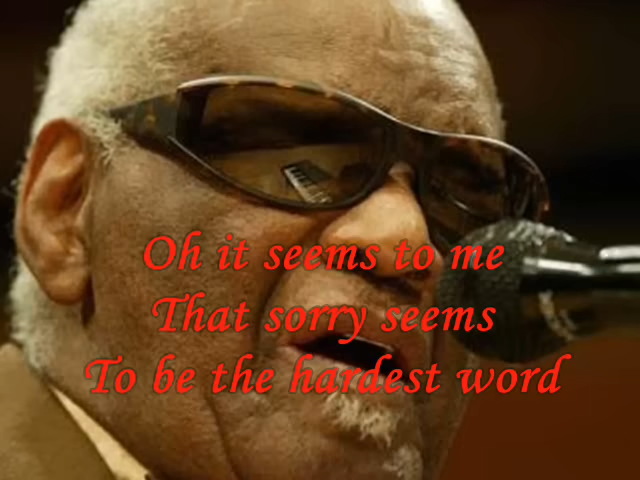 Oh it seems to me
That sorry seems
To be the hardest word